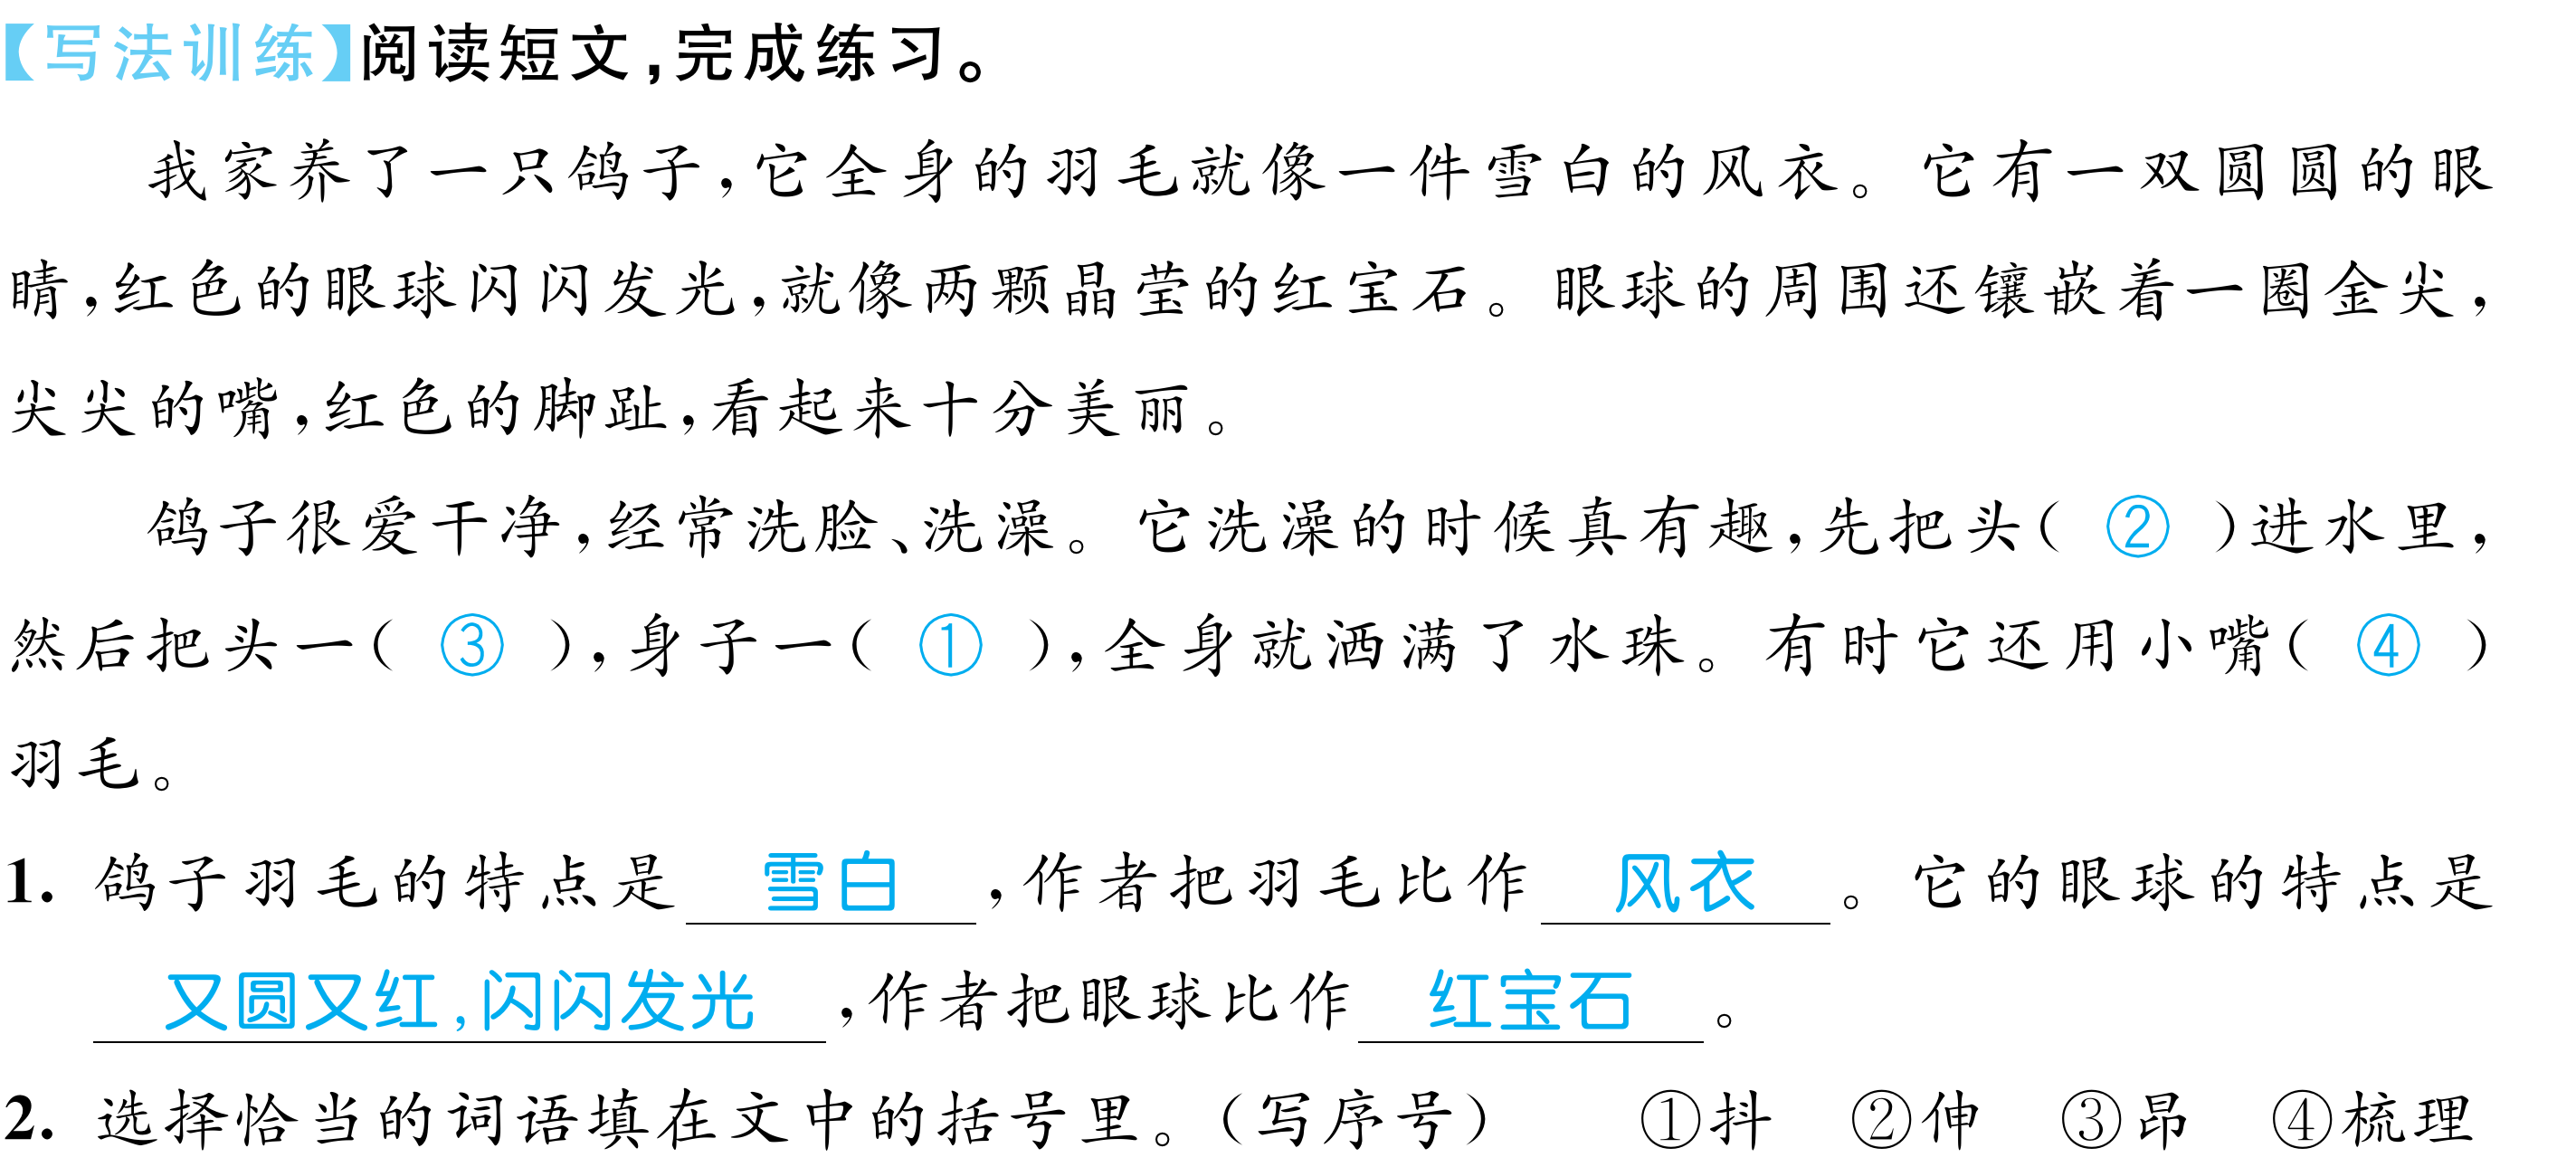 【写法训练】阅读短文,完成练习。
我家养了一只鸽子,它全身的羽毛就像一件雪白的风衣。它有一双圆圆的眼
睛,红色的眼球闪闪发光,就像两颗晶莹的红宝石。眼球的周围还镶嵌着一圈金尖,
尖尖的嘴,红色的脚趾,看起来十分美丽。
鸽子很爱干净,经常洗脸、洗澡。它洗澡的时候真有趣,先把头( ② )进水里,
然后把头一( ③ ),身子一( ① ),全身就洒满了水珠。有时它还用小嘴( ④ )
羽毛。
1. 鸽子羽毛的特点是 雪白 ,作者把羽毛比作 风衣 。它的眼球的特点是
又圆又红,闪闪发光 ,作者把眼球比作 红宝石 。
2. 选择恰当的词语填在文中的括号里。(写序号) ①抖 ②伸 ③昂 ④梳理